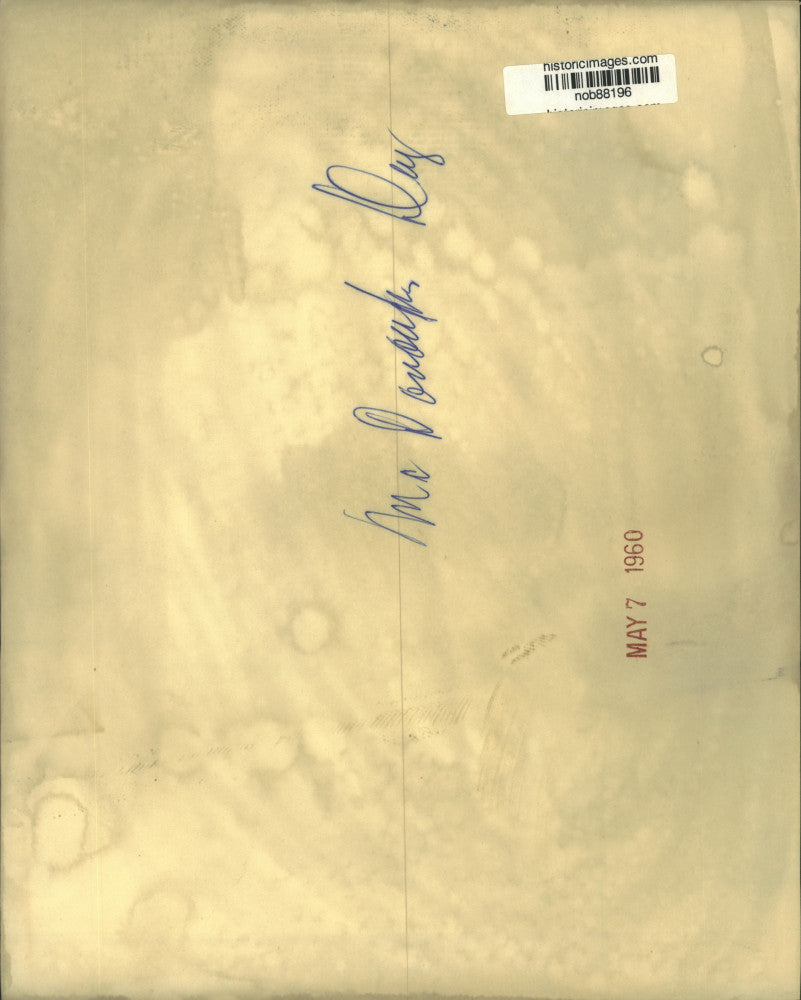 historicimages.com
nob88196
Mc Donough Day
MAY 7 1960